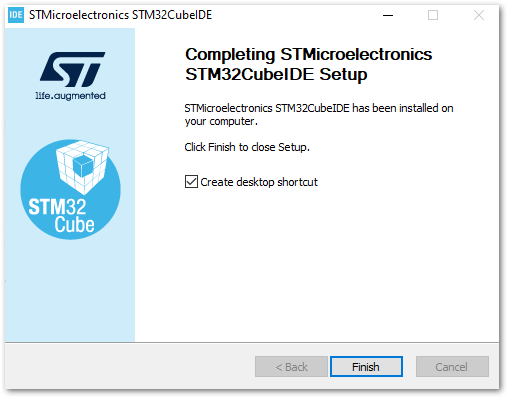 IDE STMicroelectronics STM32CubeIDE
ST
life.augmented
STM32
Cube
Completing STMicroelectronics
STM32CubeIDE Setup
STMicroelectronics STM32CubeIDE has been installed on
your computer.
Click Finish to close Setup.
Create desktop shortcut
< Back Finish Cancel